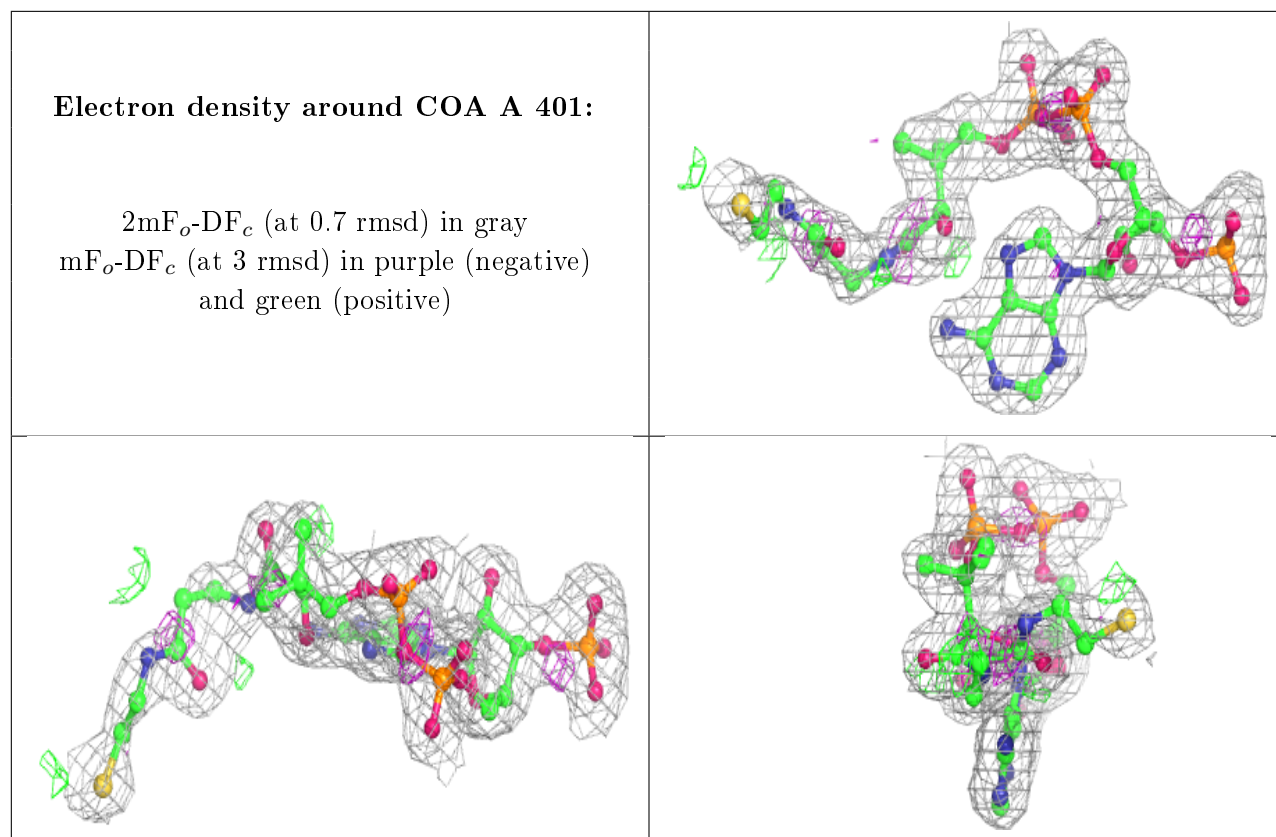 Electron density around COA A 401:
2mFₒ-DF𝒸 (at 0.7 rmsd) in gray
mFₒ-DF𝒸 (at 3 rmsd) in purple (negative)
and green (positive)